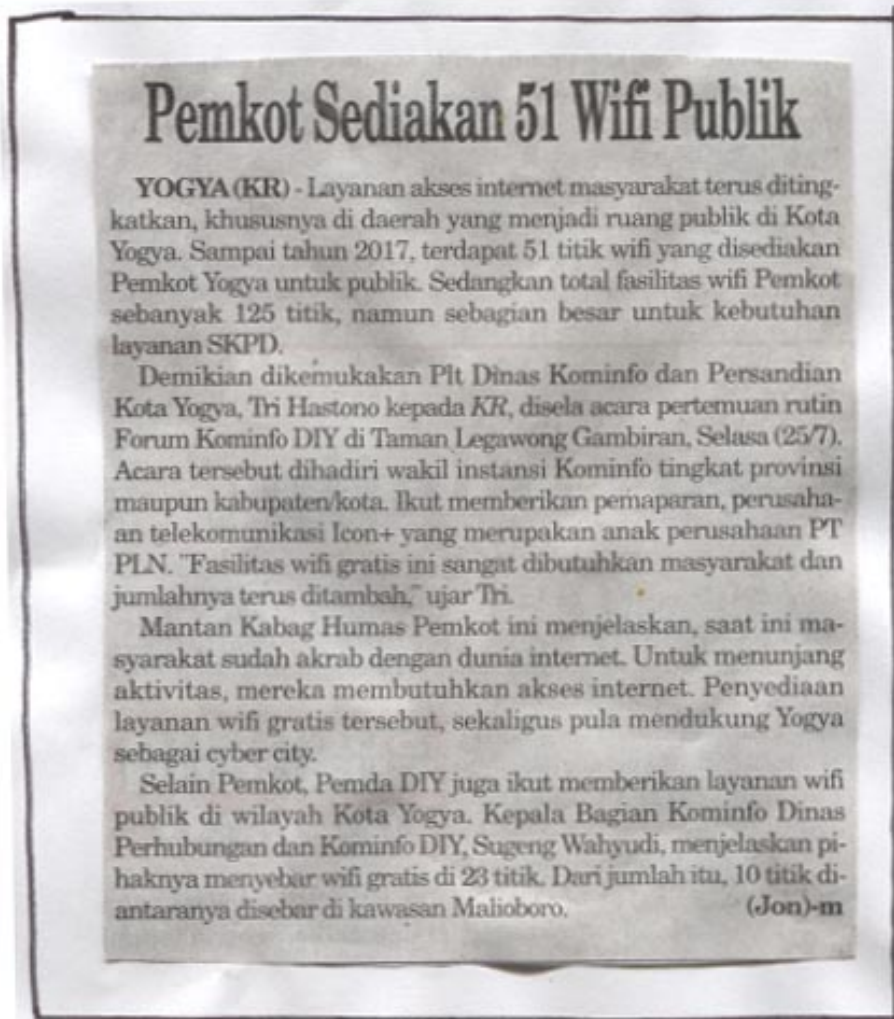 Pemkot Sediakan 51 Wifi Publik
YOGYA (KR) - Layanan akses internet masyarakat terus diting-
katkan, khususnya di daerah yang menjadi ruang publik di Kota
Yogya. Sampai tahun 2017, terdapat 51 titik wifi yang disediakan
Pemkot Yogya untuk publik. Sedangkan total fasilitas wifi Pemkot
sebanyak 125 titik, namun sebagian besar untuk kebutuhan
layanan SKPD.
Demikian dikemukakan Plt Dinas Kominfo dan Persandian
Kota Yogya, Tri Hastono kepada KR, disela acara pertemuan rutin
Forum Kominfo DIY di Taman Legawong Gambiran, Selasa (25/7).
Acara tersebut dihadiri wakil instansi Kominfo tingkat provinsi
maupun kabupaten/kota. Ikut memberikan pemaparan, perusaha-
an telekomunikasi Icon+ yang merupakan anak perusahaan PT
PLN. "Fasilitas wifi gratis ini sangat dibutuhkan masyarakat dan
jumlahnya terus ditambah," ujar Tri.
Mantan Kabag Humas Pemkot ini menjelaskan, saat ini ma-
syarakat sudah akrab dengan dunia internet. Untuk menunjang
aktivitas, mereka membutuhkan akses internet. Penyediaan
layanan wifi gratis tersebut, sekaligus pula mendukung Yogya
sebagai cyber city.
Selain Pemkot, Pemda DIY juga ikut memberikan layanan wifi
publik di wilayah Kota Yogya. Kepala Bagian Kominfo Dinas
Perhubungan dan Kominfo DIY, Sugeng Wahyudi, menjelaskan pi-
haknya menyebar wifi gratis di 23 titik. Dari jumlah itu, 10 titik di-
antaranya disebar di kawasan Malioboro. (Jon)-m